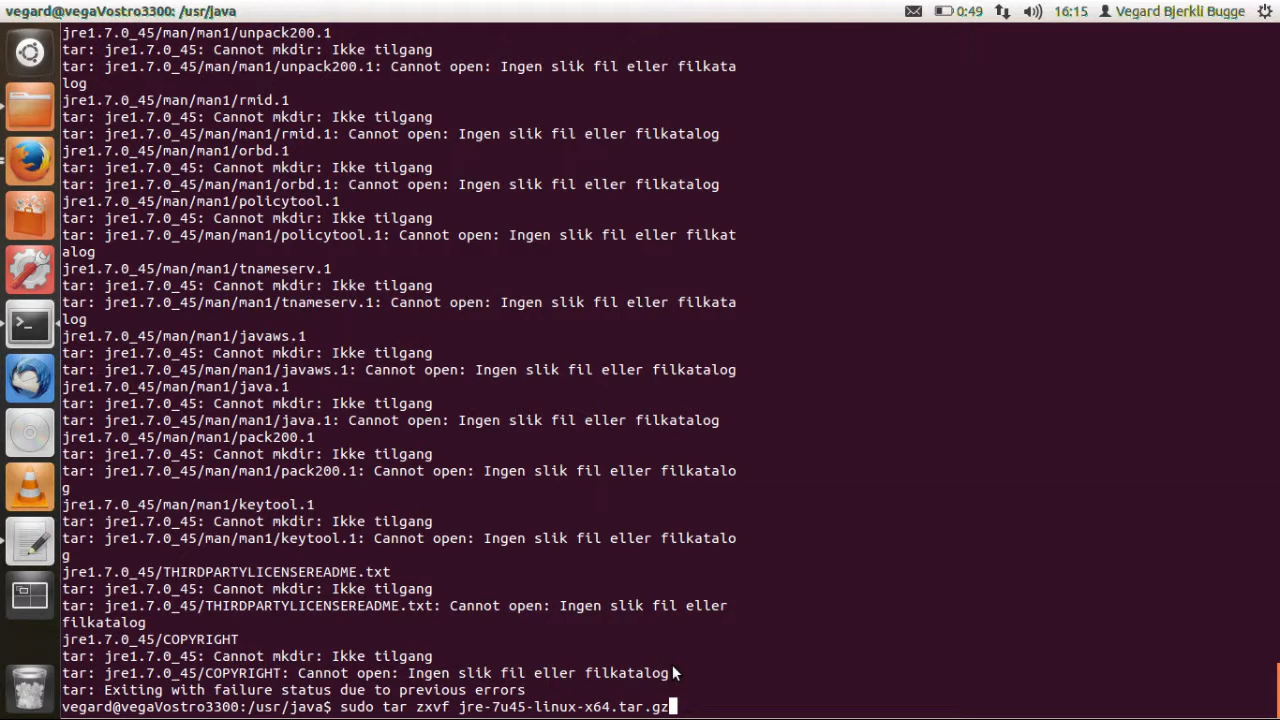 vegard@vegaVostro3300: /usr/java
0:49
16:15
Vegard Bjerkli Bugge
jre1.7.0_45/man/man1/unpack200.1
tar: jre1.7.0_45: Cannot mkdir: Ikke tilgang
tar: jre1.7.0_45/man/man1/unpack200.1: Cannot open: Ingen slik fil eller filkata
log
jre1.7.0_45/man/man1/rmid.1
tar: jre1.7.0_45: Cannot mkdir: Ikke tilgang
tar: jre1.7.0_45/man/man1/rmid.1: Cannot open: Ingen slik fil eller filkatalog
jre1.7.0_45/man/man1/orbd.1
tar: jre1.7.0_45: Cannot mkdir: Ikke tilgang
tar: jre1.7.0_45/man/man1/orbd.1: Cannot open: Ingen slik fil eller filkatalog
jre1.7.0_45/man/man1/policytool.1
tar: jre1.7.0_45: Cannot mkdir: Ikke tilgang
tar: jre1.7.0_45/man/man1/policytool.1: Cannot open: Ingen slik fil eller filkat
alog
jre1.7.0_45/man/man1/tnameserv.1
tar: jre1.7.0_45: Cannot mkdir: Ikke tilgang
tar: jre1.7.0_45/man/man1/tnameserv.1: Cannot open: Ingen slik fil eller filkata
log
jre1.7.0_45/man/man1/javaws.1
tar: jre1.7.0_45: Cannot mkdir: Ikke tilgang
tar: jre1.7.0_45/man/man1/javaws.1: Cannot open: Ingen slik fil eller filkatalog
jre1.7.0_45/man/man1/java.1
tar: jre1.7.0_45: Cannot mkdir: Ikke tilgang
tar: jre1.7.0_45/man/man1/java.1: Cannot open: Ingen slik fil eller filkatalog
jre1.7.0_45/man/man1/pack200.1
tar: jre1.7.0_45: Cannot mkdir: Ikke tilgang
tar: jre1.7.0_45/man/man1/pack200.1: Cannot open: Ingen slik fil eller filkatalo
g
jre1.7.0_45/man/man1/keytool.1
tar: jre1.7.0_45: Cannot mkdir: Ikke tilgang
tar: jre1.7.0_45/man/man1/keytool.1: Cannot open: Ingen slik fil eller filkatalo
g
jre1.7.0_45/THIRDPARTYLICENSEREADME.txt
tar: jre1.7.0_45: Cannot mkdir: Ikke tilgang
tar: jre1.7.0_45/THIRDPARTYLICENSEREADME.txt: Cannot open: Ingen slik fil eller
filkatalog
jre1.7.0_45/COPYRIGHT
tar: jre1.7.0_45: Cannot mkdir: Ikke tilgang
tar: jre1.7.0_45/COPYRIGHT: Cannot open: Ingen slik fil eller filkatalog
tar: Exiting with failure status due to previous errors
vegard@vegaVostro3300:/usr/java$ sudo tar zxvf jre-7u45-linux-x64.tar.gz